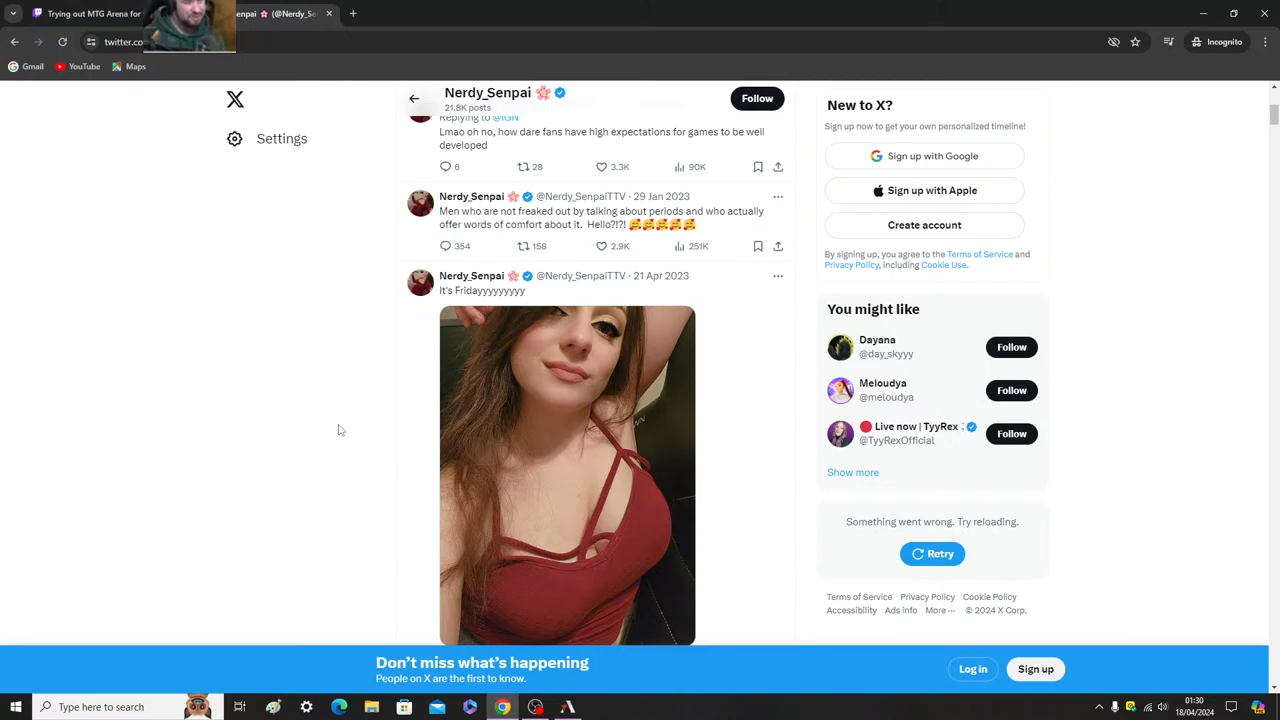 Trying out MTG Arena for
enpai 🌸 (@Ner
twitter.co
Incognito
Gmail
YouTube
Maps
Settings
Nerdy_Senpai 🌸
21.8K posts
Follow
Replying to @IGN
Lmao oh no, how dare fans have high expectations for games to be well
developed
6 28 3.3K 90K
Nerdy_Senpai 🌸 @Nerdy_SenpaiTTV · 29 Jan 2023
Men who are not freaked out by talking about periods and who actually
offer words of comfort about it. Hello?!?! 🥰🥰🥰🥰🥰
354 158 2.9K 251K
Nerdy_Senpai 🌸 @Nerdy_SenpaiTTV · 21 Apr 2023
It's Fridayyyyyyyyy
New to X?
Sign up now to get your own personalized timeline!
Sign up with Google
Sign up with Apple
Create account
By signing up, you agree to the Terms of Service and
Privacy Policy, including Cookie Use.
You might like
Dayana
@day_skyyy
Follow
Meloudya
@meloudya
Follow
🔴 Live now | TyyRex
@TyyRexOfficial
Follow
Show more
Something went wrong. Try reloading.
Retry
Terms of Service Privacy Policy Cookie Policy
Accessibility Ads info More ··· © 2024 X Corp.
Don't miss what's happening
People on X are the first to know.
Log in
Sign up
Type here to search
01:30
18/04/2024